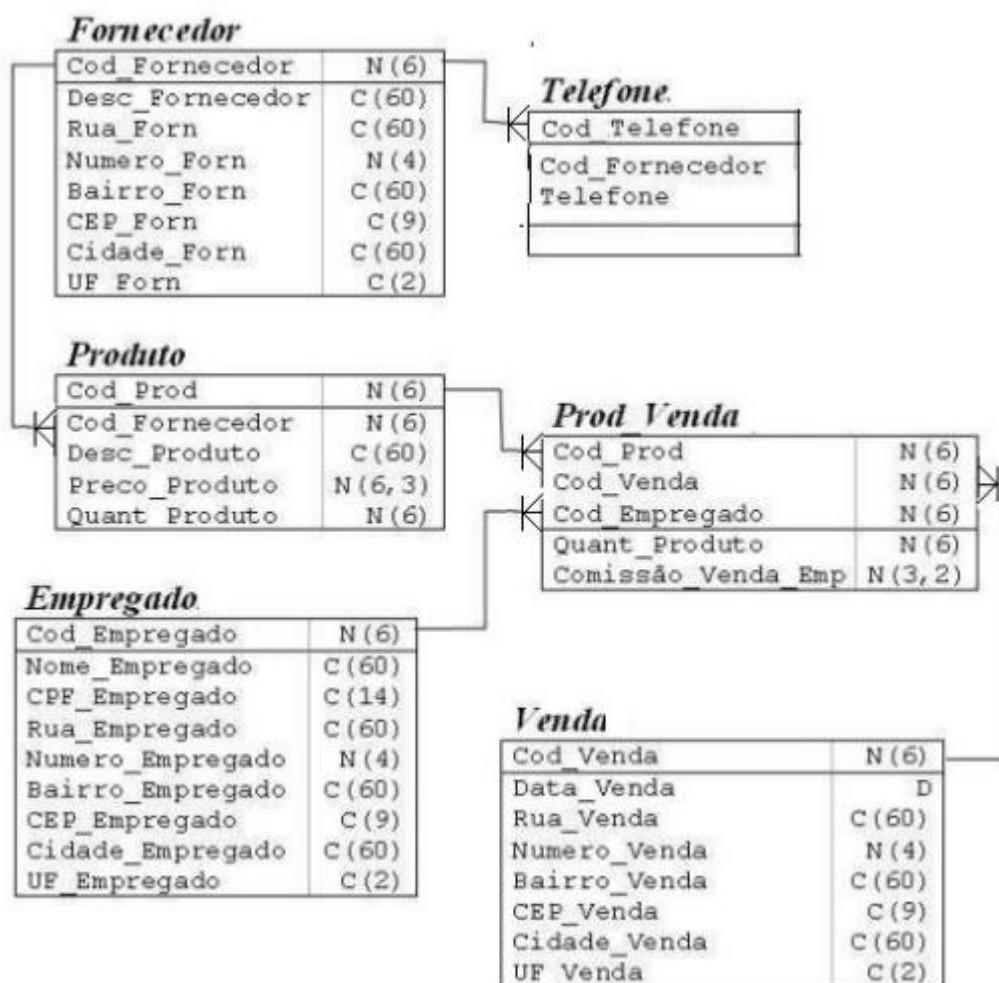 Fornecedor
Cod_Fornecedor N(6)
Desc_Fornecedor C(60)
Rua_Forn C(60)
Numero_Forn N(4)
Bairro_Forn C(60)
CEP_Forn C(9)
Cidade_Forn C(60)
UF_Forn C(2)
Telefone
Cod_Telefone
Cod_Fornecedor
Telefone
Produto
Cod_Prod N(6)
Cod_Fornecedor N(6)
Desc_Produto C(60)
Preco_Produto N(6,3)
Quant_Produto N(6)
Prod_Venda
Cod_Prod N(6)
Cod_Venda N(6)
Cod_Empregado N(6)
Quant_Produto N(6)
Comissão_Venda_Emp N(3,2)
Empregado
Cod_Empregado N(6)
Nome_Empregado C(60)
CPF_Empregado C(14)
Rua_Empregado C(60)
Numero_Empregado N(4)
Bairro_Empregado C(60)
CEP_Empregado C(9)
Cidade_Empregado C(60)
UF_Empregado C(2)
Venda
Cod_Venda N(6)
Data_Venda D
Rua_Venda C(60)
Numero_Venda N(4)
Bairro_Venda C(60)
CEP_Venda C(9)
Cidade_Venda C(60)
UF_Venda C(2)